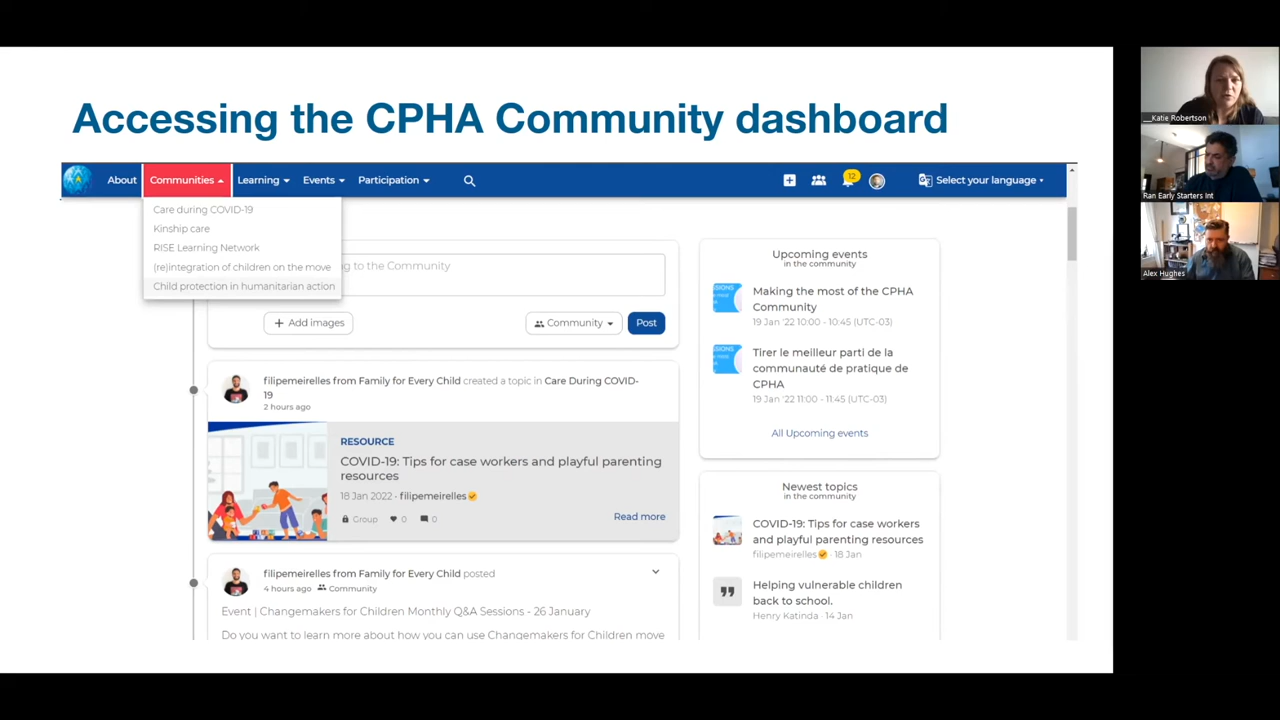 Accessing the CPHA Community dashboard
About
Communities
Learning
Events
Participation
12
Select your language
Care during COVID-19
Kinship care
RISE Learning Network
(re)integration of children on the move
Child protection in humanitarian action
to the Community
+ Add images
Community
Post
filipemeirelles from Family for Every Child created a topic in Care During COVID-
19
2 hours ago
RESOURCE
COVID-19: Tips for case workers and playful parenting
resources
18 Jan 2022 · filipemeirelles
Group
0
0
Read more
filipemeirelles from Family for Every Child posted
4 hours ago
Community
Event | Changemakers for Children Monthly Q&A Sessions - 26 January
Do you want to learn more about how you can use Changemakers for Children move
Upcoming events
in the community
SSIONS
Making the most of the CPHA
Community
19 Jan '22 10:00 - 10:45 (UTC-03)
SSIONS
Tirer le meilleur parti de la
communauté de pratique de
CPHA
19 Jan '22 11:00 - 11:45 (UTC-03)
All Upcoming events
Newest topics
in the community
COVID-19: Tips for case workers
and playful parenting resources
filipemeirelles · 18 Jan
Helping vulnerable children
back to school.
Henry Katinda · 14 Jan
__Katie Robertson
Ran Early Starters Int
Alex Hughes